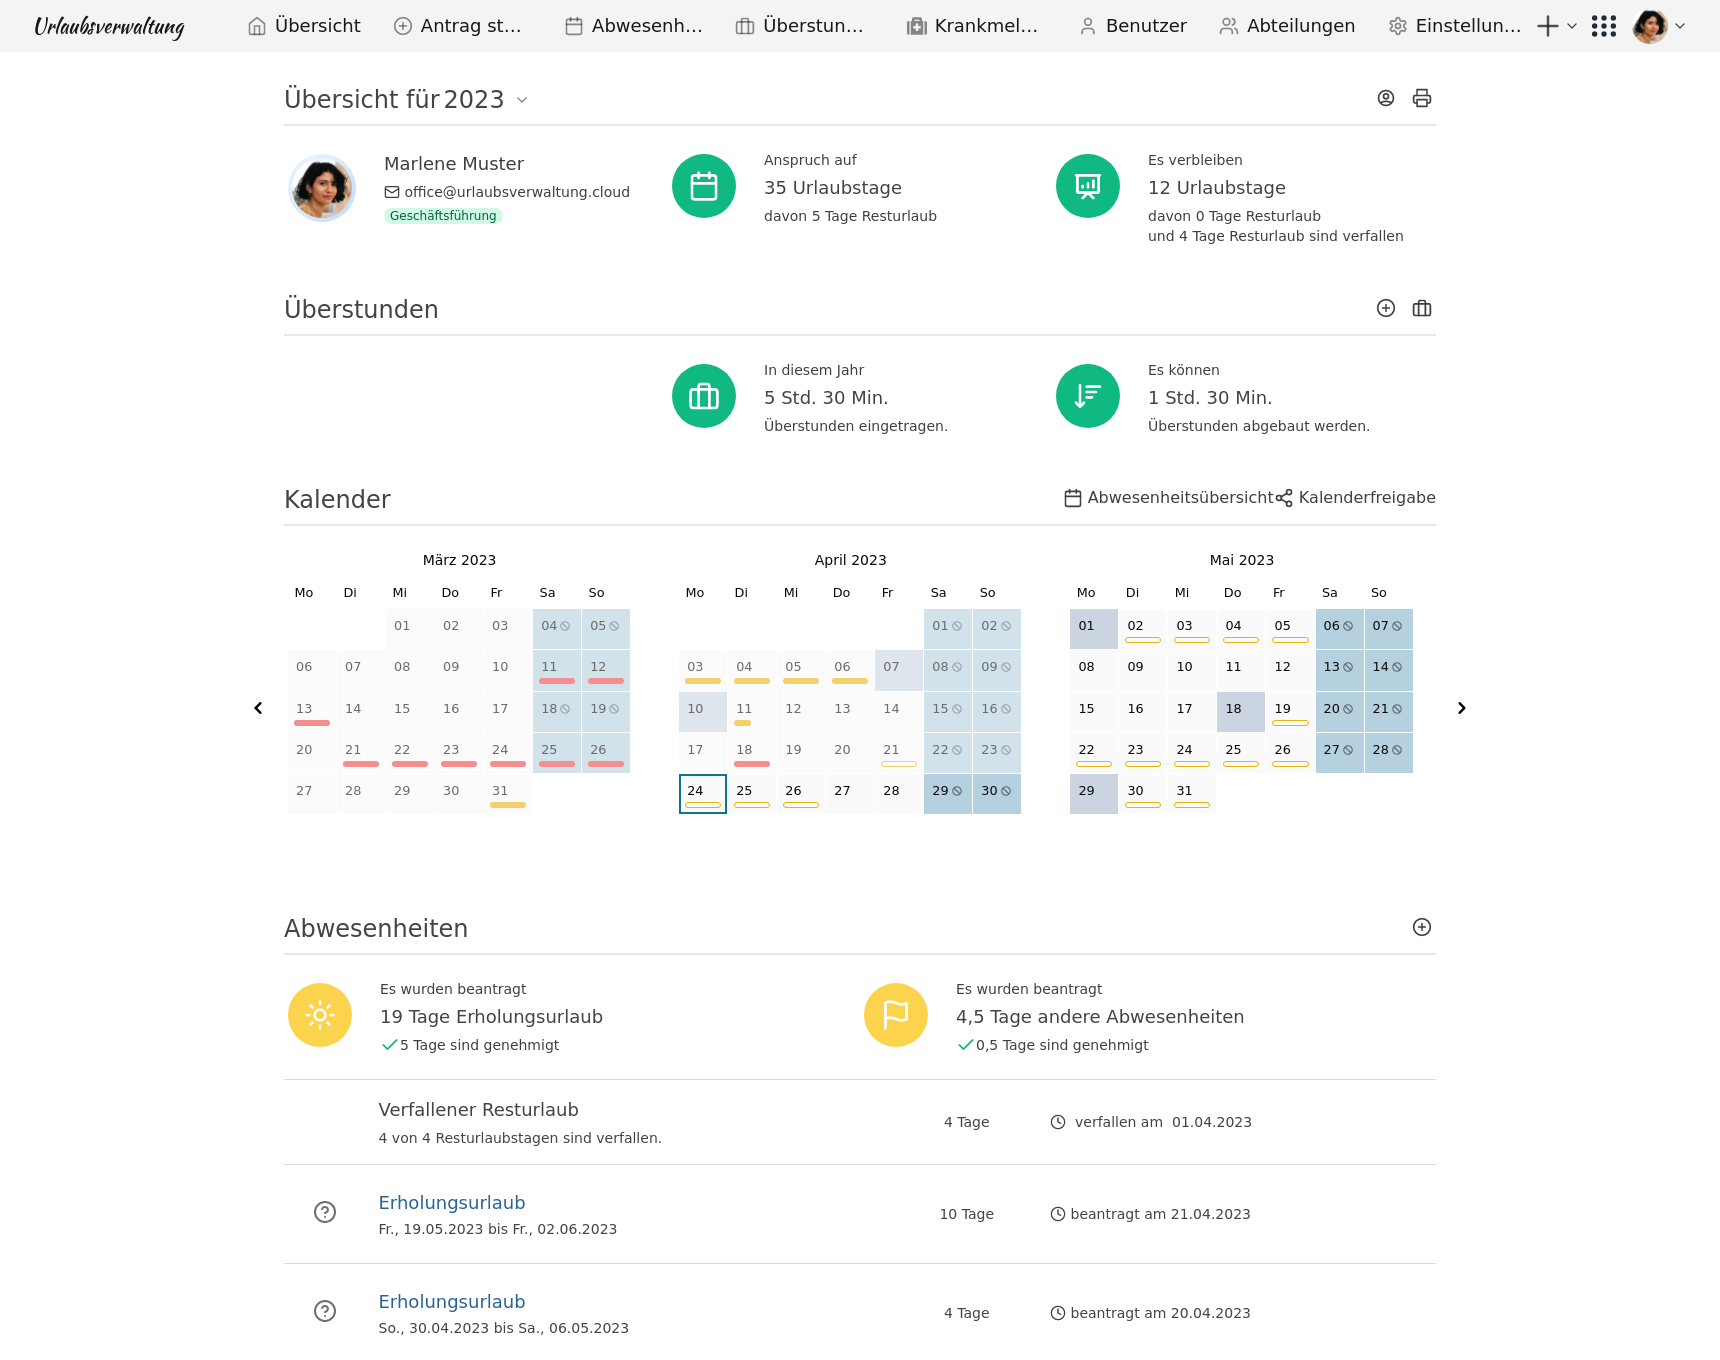 Urlaubsverwaltung Übersicht Antrag st… Abwesenh… Überstun… Krankmel… Benutzer Abteilungen Einstellun…
Übersicht für 2023
Marlene Muster
office@urlaubsverwaltung.cloud
Geschäftsführung
Anspruch auf
35 Urlaubstage
davon 5 Tage Resturlaub
Es verbleiben
12 Urlaubstage
davon 0 Tage Resturlaub
und 4 Tage Resturlaub sind verfallen
Überstunden
In diesem Jahr
5 Std. 30 Min.
Überstunden eingetragen.
Es können
1 Std. 30 Min.
Überstunden abgebaut werden.
Kalender
Abwesenheitsübersicht Kalenderfreigabe
März 2023
Mo Di Mi Do Fr Sa So
01 02 03 04 05
06 07 08 09 10 11 12
13 14 15 16 17 18 19
20 21 22 23 24 25 26
27 28 29 30 31
April 2023
Mo Di Mi Do Fr Sa So
01 02
03 04 05 06 07 08 09
10 11 12 13 14 15 16
17 18 19 20 21 22 23
24 25 26 27 28 29 30
Mai 2023
Mo Di Mi Do Fr Sa So
01 02 03 04 05 06 07
08 09 10 11 12 13 14
15 16 17 18 19 20 21
22 23 24 25 26 27 28
29 30 31
Abwesenheiten
Es wurden beantragt
19 Tage Erholungsurlaub
5 Tage sind genehmigt
Es wurden beantragt
4,5 Tage andere Abwesenheiten
0,5 Tage sind genehmigt
Verfallener Resturlaub
4 von 4 Resturlaubstagen sind verfallen.
4 Tage
verfallen am 01.04.2023
Erholungsurlaub
Fr., 19.05.2023 bis Fr., 02.06.2023
10 Tage
beantragt am 21.04.2023
Erholungsurlaub
So., 30.04.2023 bis Sa., 06.05.2023
4 Tage
beantragt am 20.04.2023